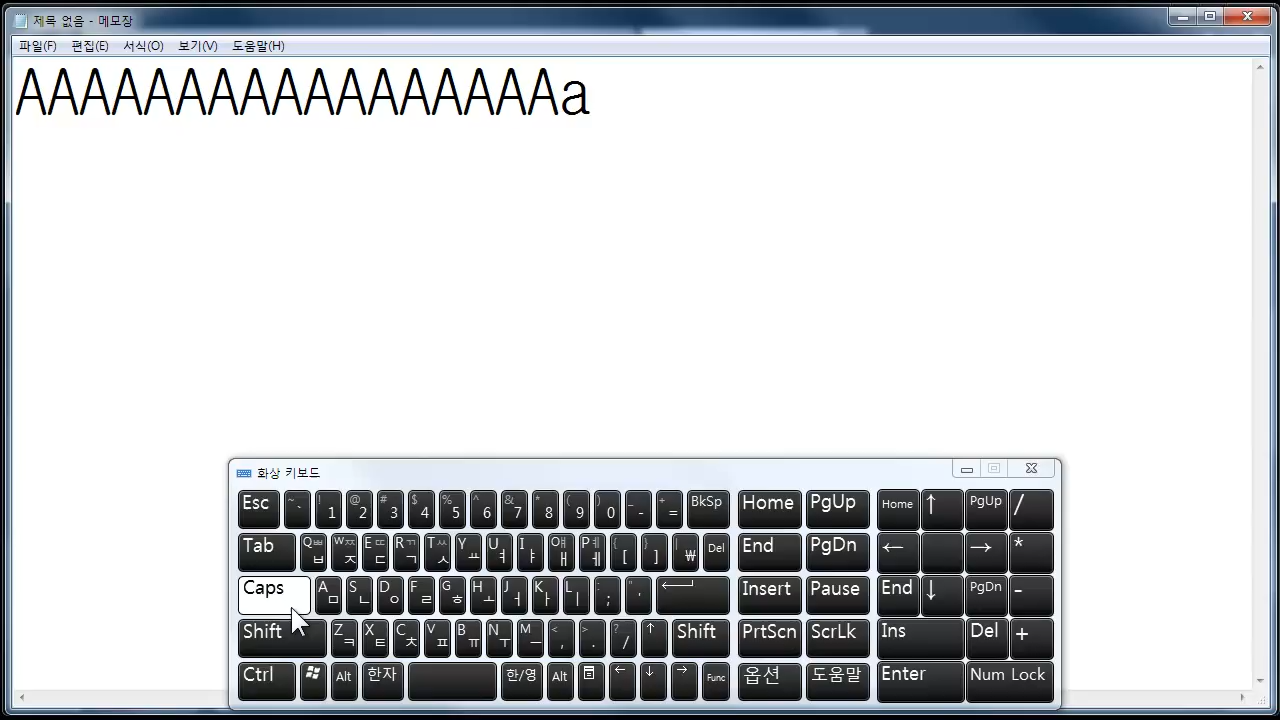 제목 없음 - 메모장
파일(F) 편집(E) 서식(O) 보기(V) 도움말(H)
AAAAAAAAAAAAAAAAAa
화상 키보드
Esc ~ ` ! 1 @ 2 # 3 $ 4 % 5 ^ 6 & 7 * 8 ( 9 ) 0 _ - + = BkSp Home PgUp Home ↑ PgUp /
Tab Q ㅃ ㅂ W ㅉ ㅈ E ㄸ ㄷ R ㄲ ㄱ T ㅆ ㅅ Y ㅛ U ㅕ I ㅑ O ㅒ ㅐ P ㅖ ㅔ { [ } ] | ₩ Del End PgDn ← → *
Caps A ㅁ S ㄴ D ㅇ F ㄹ G ㅎ H ㅗ J ㅓ K ㅏ L ㅣ : ; " ' Insert Pause End ↓ PgDn -
Shift Z ㅋ X ㅌ C ㅊ V ㅍ B ㅠ N ㅜ M ㅡ < , > . ? / ↑ Shift PrtScn ScrLk Ins Del +
Ctrl Alt 한자 한/영 Alt ← ↓ → Func 옵션 도움말 Enter Num Lock